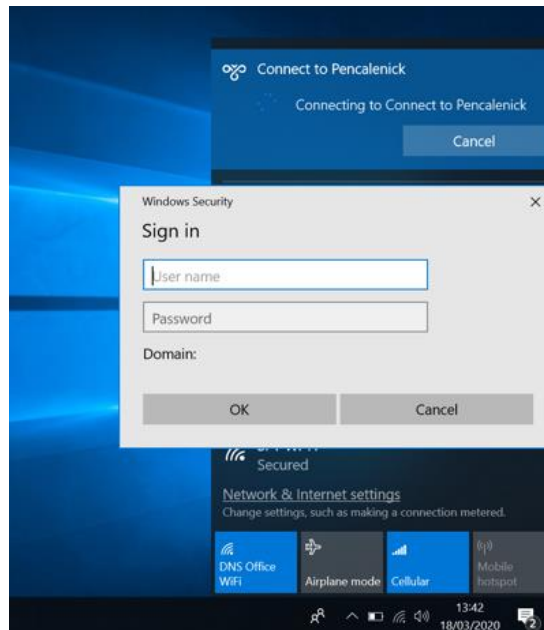 Connect to Pencalenick
Connecting to Connect to Pencalenick
Cancel
Windows Security
Sign in
User name
Password
Domain:
OK
Cancel
Secured
Network & Internet settings
Change settings, such as making a connection metered.
DNS Office
WiFi
Airplane mode
Cellular
Mobile
hotspot
13:42
18/03/2020
2